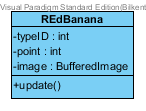 Visual Paradigm Standard Edition(Bilkent
REdBanana
-typeID : int
-point : int
-image : BufferedImage
+update()